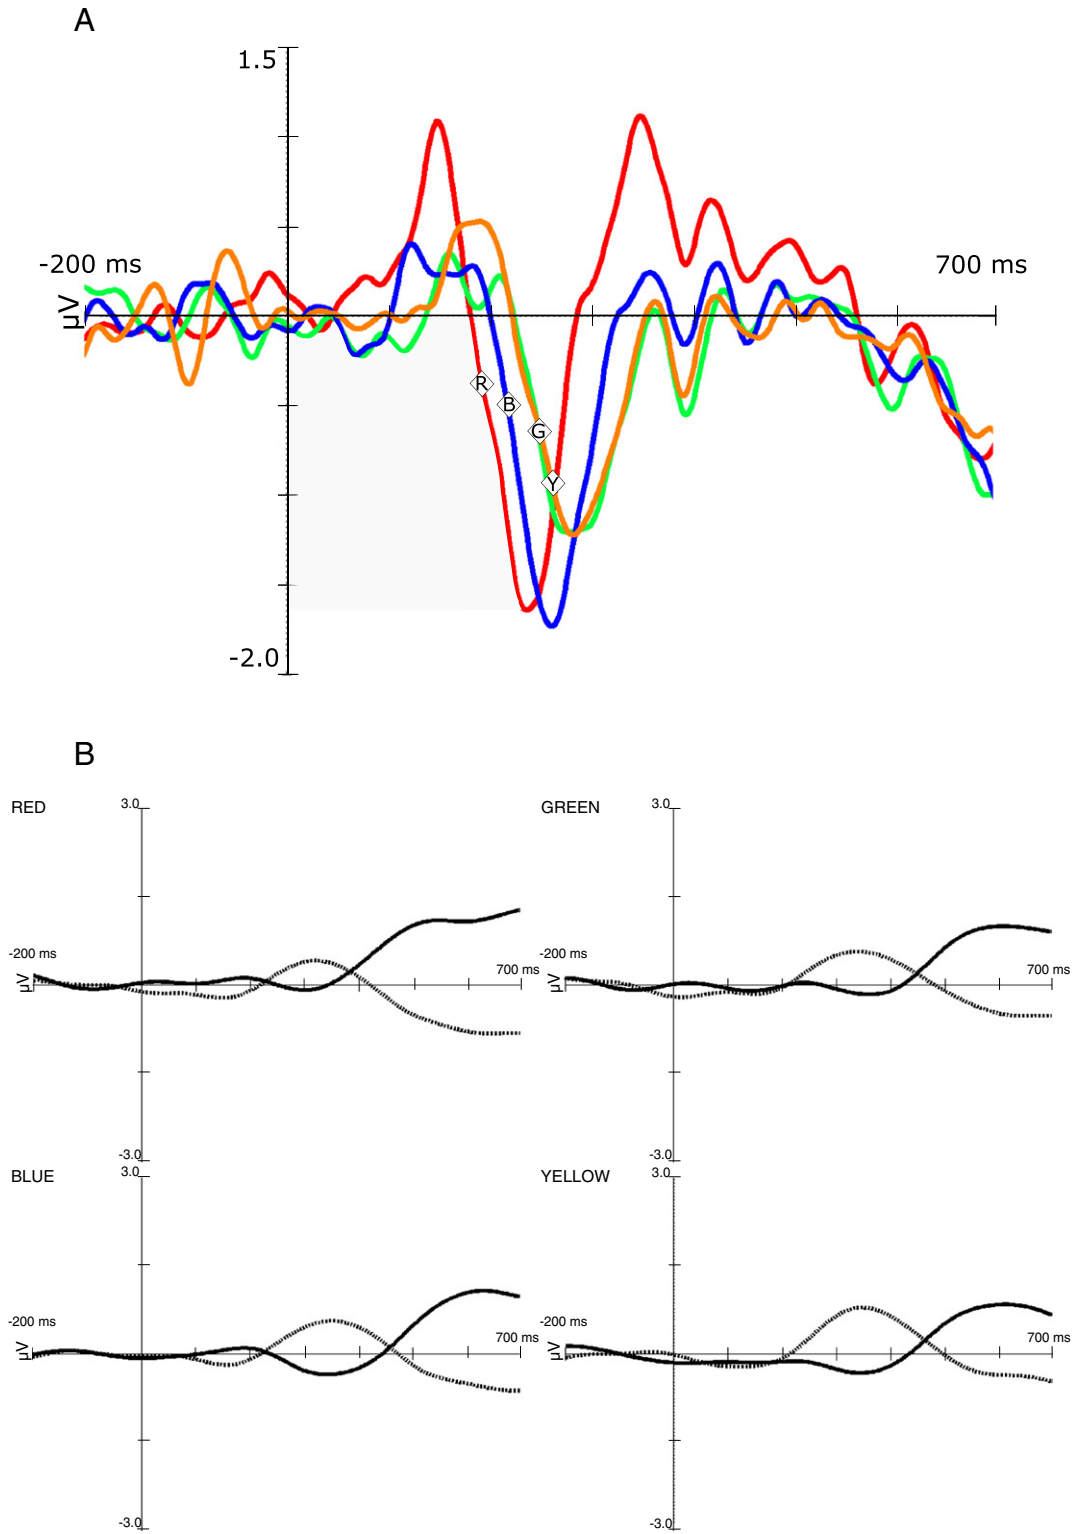 A
1.5
-200 ms
700 ms
μV
R
B
G
Y
-2.0
B
RED
3.0
GREEN
3.0
-200 ms
700 ms
μV
-200 ms
700 ms
μV
-3.0
-3.0
BLUE
3.0
YELLOW
3.0
-200 ms
700 ms
μV
-200 ms
700 ms
μV
-3.0
-3.0